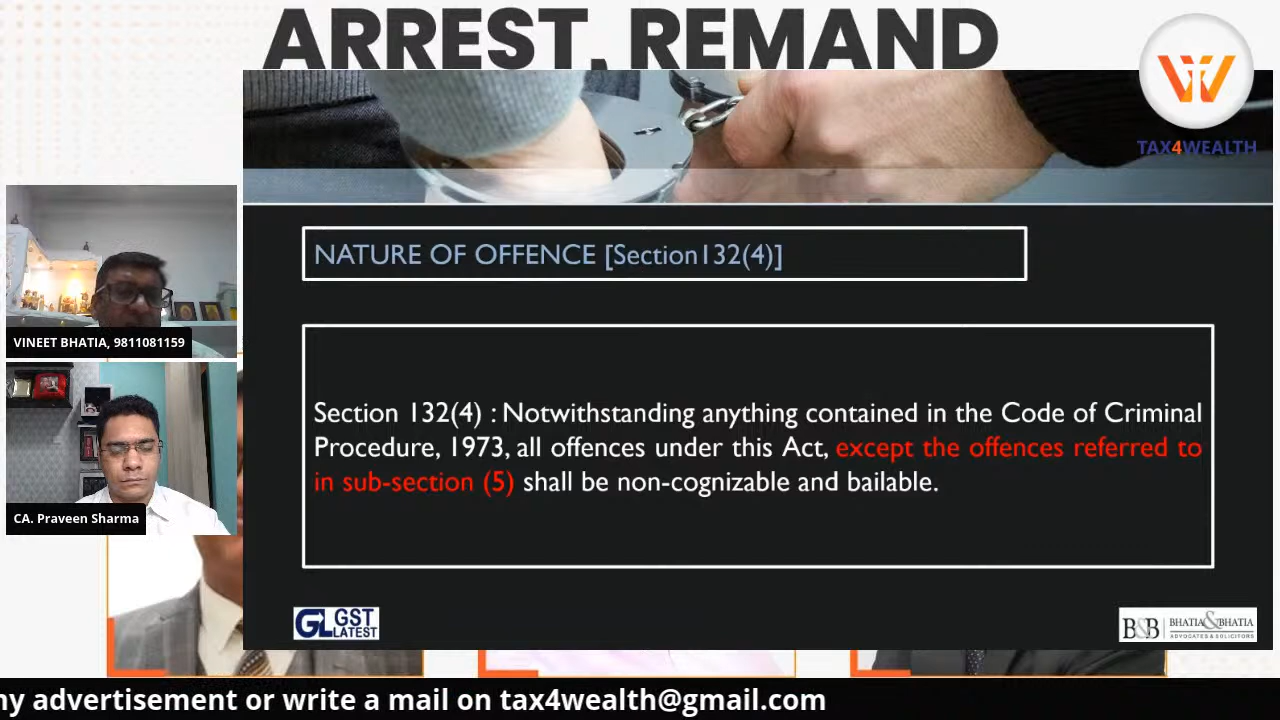 ARREST, REMAND
TAX4WEALTH
NATURE OF OFFENCE [Section132(4)]
VINEET BHATIA, 9811081159
CA. Praveen Sharma
Section 132(4) : Notwithstanding anything contained in the Code of Criminal
Procedure, 1973, all offences under this Act, except the offences referred to
in sub-section (5) shall be non-cognizable and bailable.
GL GST
LATEST
B&B BHATIA&BHATIA
ADVOCATES & SOLICITORS
ny advertisement or write a mail on tax4wealth@gmail.com